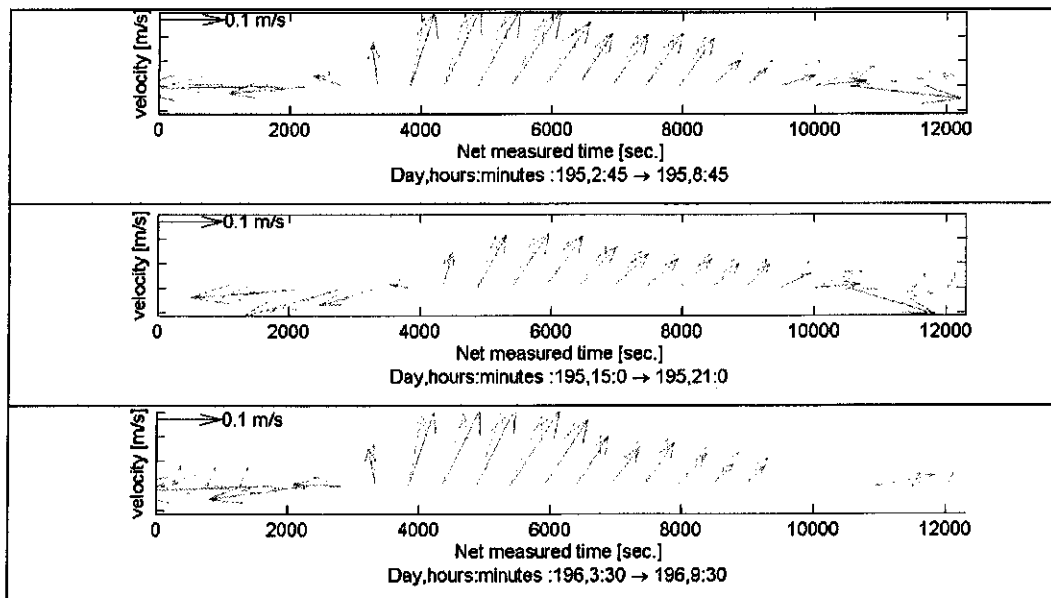 0.1 m/s
velocity [m/s]
0 2000 4000 6000 8000 10000 12000
Net measured time [sec.]
Day,hours:minutes :195,2:45 → 195,8:45
0.1 m/s
velocity [m/s]
0 2000 4000 6000 8000 10000 12000
Net measured time [sec.]
Day,hours:minutes :195,15:0 → 195,21:0
0.1 m/s
velocity [m/s]
0 2000 4000 6000 8000 10000 12000
Net measured time [sec.]
Day,hours:minutes :196,3:30 → 196,9:30